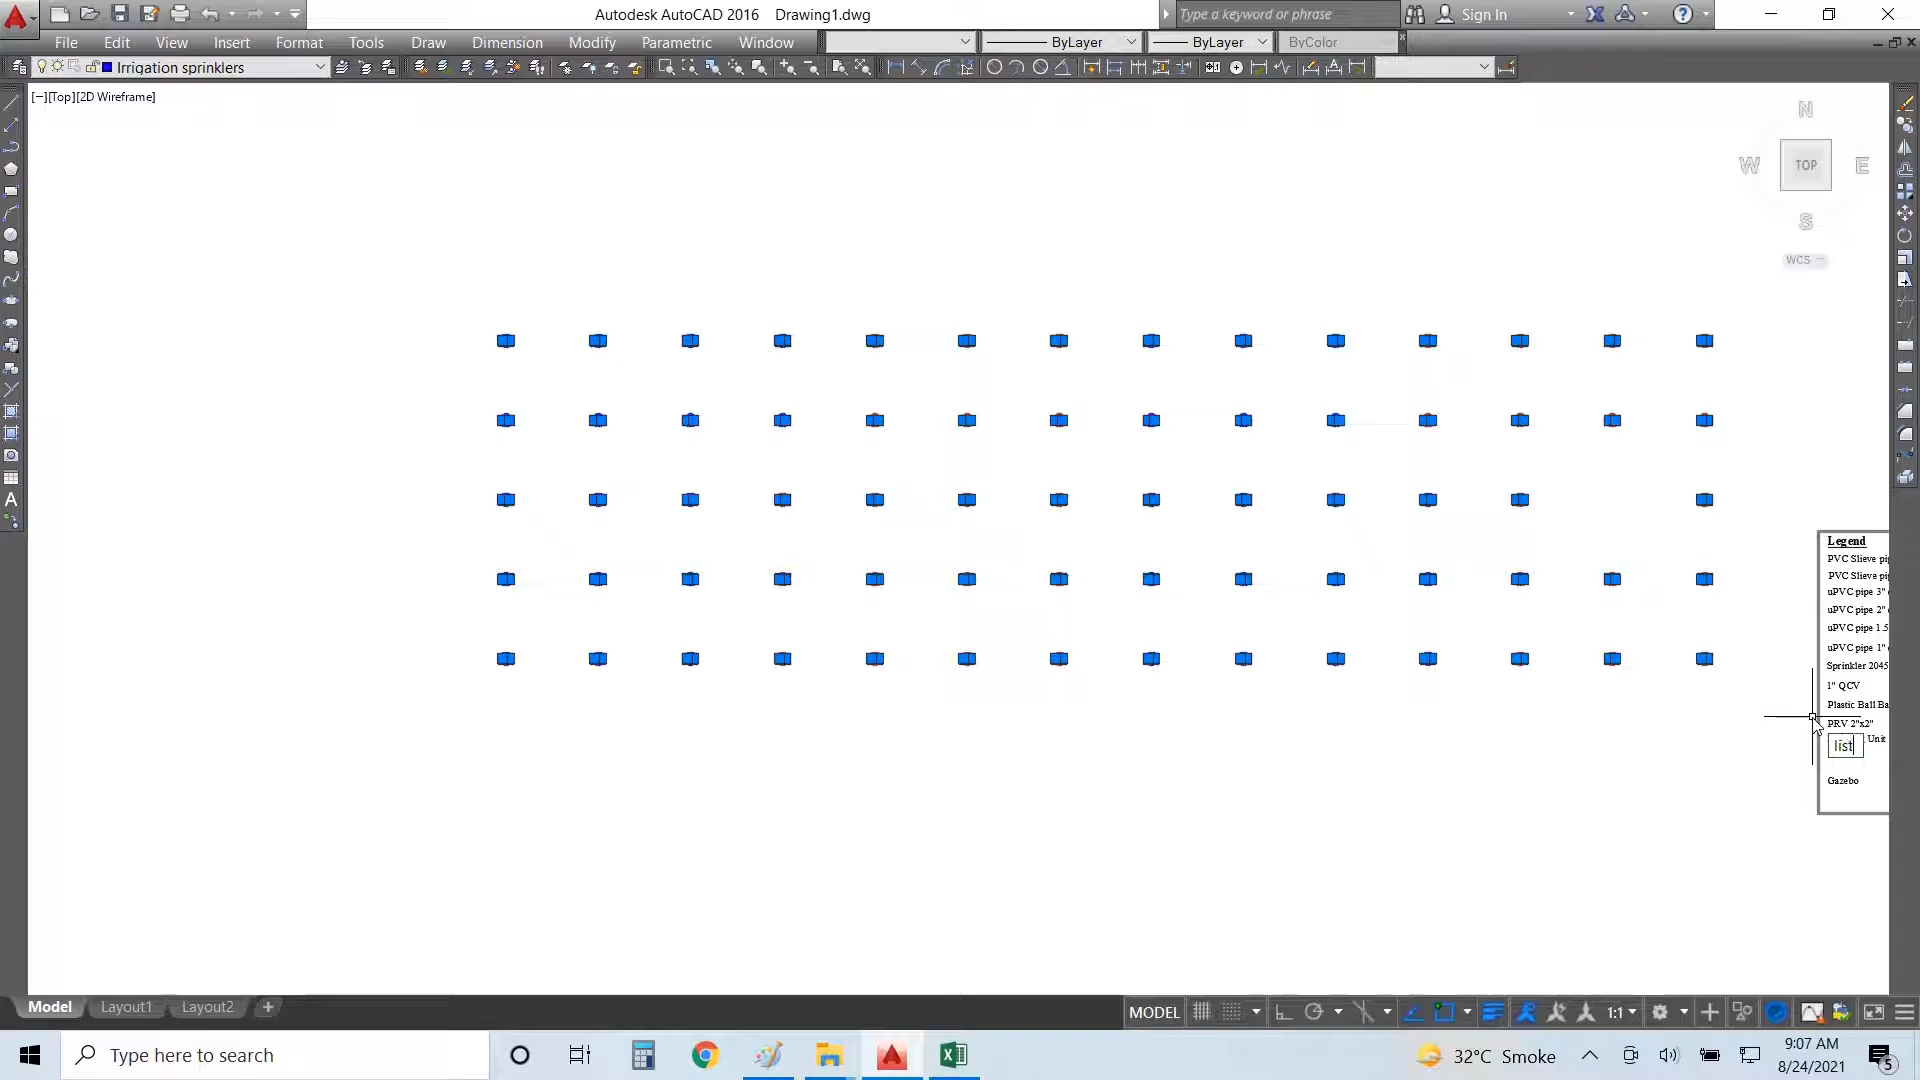 Autodesk AutoCAD 2016 Drawing1.dwg
Type a keyword or phrase
Sign In
File Edit View Insert Format Tools Draw Dimension Modify Parametric Window
ByLayer
ByLayer
ByColor
Irrigation sprinklers
[−][Top][2D Wireframe]
N
W TOP E
S
WCS
Legend
PVC Slieve pi
PVC Slieve pi
uPVC pipe 3"
uPVC pipe 2"
uPVC pipe 1.5
uPVC pipe 1"
Sprinkler 2045
1" QCV
Plastic Ball Ba
PRV 2"x2"
Unit
list
Gazebo
Model Layout1 Layout2 +
MODEL 1:1
Type here to search
32°C Smoke
9:07 AM
8/24/2021
5